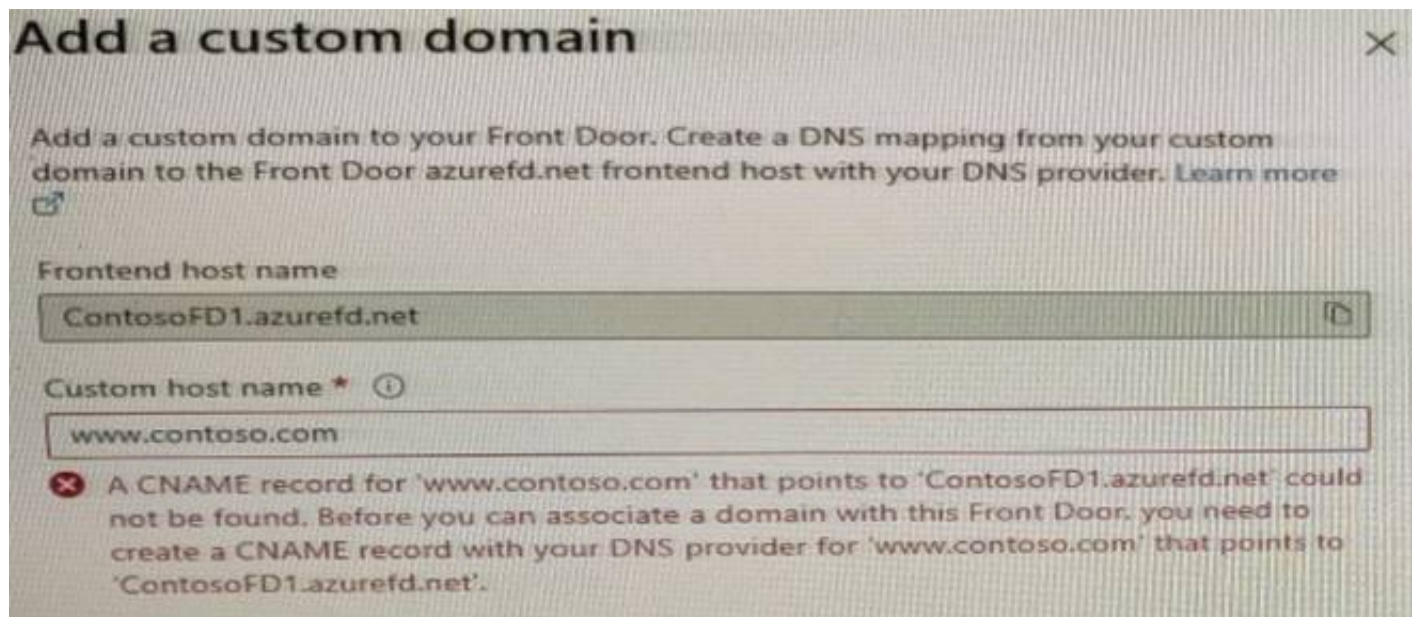 Add a custom domain
Add a custom domain to your Front Door. Create a DNS mapping from your custom
domain to the Front Door azurefd.net frontend host with your DNS provider. Learn more
Frontend host name
ContosoFD1.azurefd.net
Custom host name *
www.contoso.com
A CNAME record for 'www.contoso.com' that points to 'ContosoFD1.azurefd.net' could
not be found. Before you can associate a domain with this Front Door, you need to
create a CNAME record with your DNS provider for 'www.contoso.com' that points to
'ContosoFD1.azurefd.net'.